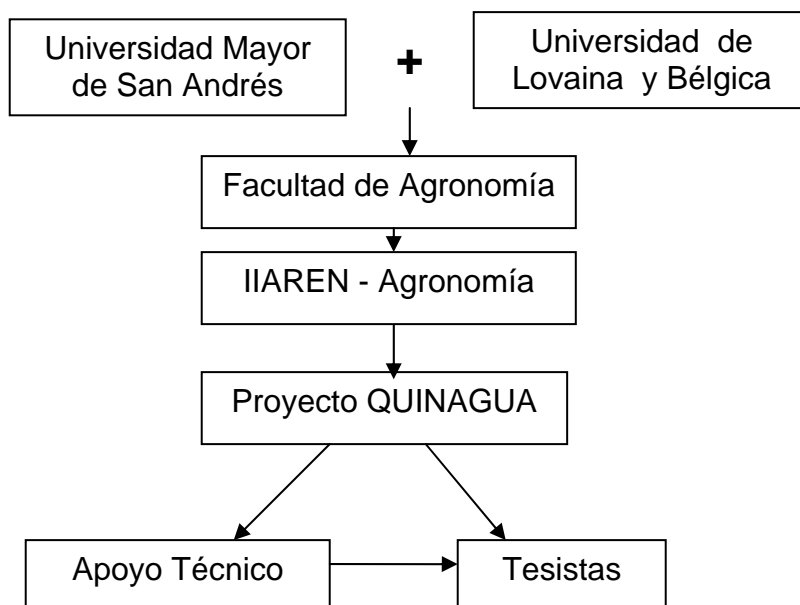 Universidad Mayor
de San Andrés
+
Universidad de
Lovaina y Bélgica
Facultad de Agronomía
IIAREN - Agronomía
Proyecto QUINAGUA
Apoyo Técnico
Tesistas